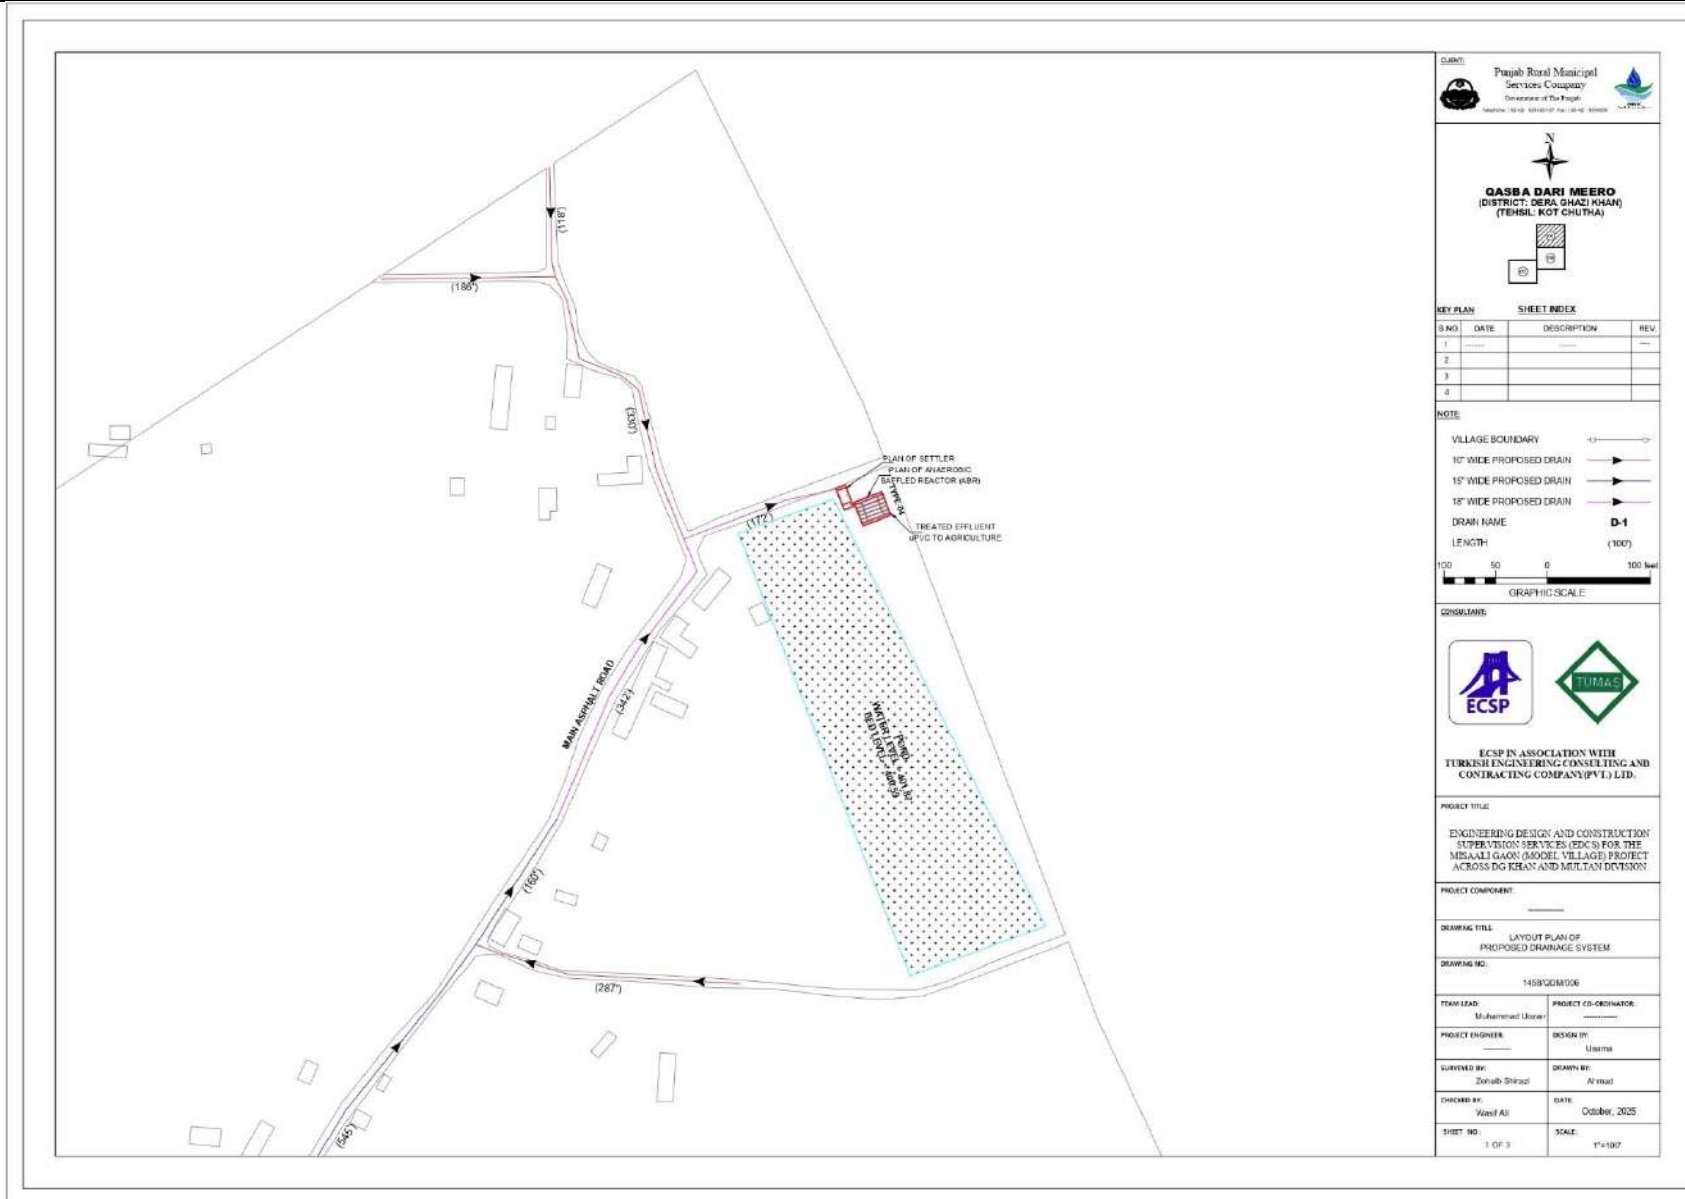 (118')
(186')
(330')
PLAN OF SETTLER
PLAN OF ANAEROBIC
BAFFLED REACTOR (ABR)
TYPE-04
TREATED EFFLUENT
uPVC TO AGRICULTURE
(172')
MAIN ASPHALT ROAD
(342')
POND
WATER LEVEL = 401.87
(160')
(287')
(545')
CLIENT:
Punjab Rural Municipal
Services Company
Government of The Punjab
N
QASBA DARI MEERO
(DISTRICT: DERA GHAZI KHAN)
(TEHSIL: KOT CHUTHA)
KEY PLAN SHEET INDEX
S.NO DATE DESCRIPTION REV.
1 ------ ------ ----
2
3
4
NOTE:
VILLAGE BOUNDARY
10" WIDE PROPOSED DRAIN
15" WIDE PROPOSED DRAIN
18" WIDE PROPOSED DRAIN
DRAIN NAME D-1
LENGTH (100')
100 50 0 100 feet
GRAPHIC SCALE
CONSULTANT:
ECSP
TUMAS
ECSP IN ASSOCIATION WITH
TURKISH ENGINEERING CONSULTING AND
CONTRACTING COMPANY(PVT.) LTD.
PROJECT TITLE:
ENGINEERING DESIGN AND CONSTRUCTION
SUPERVISION SERVICES (EDCS) FOR THE
MISAALI GAON (MODEL VILLAGE) PROJECT
ACROSS DG KHAN AND MULTAN DIVISION
PROJECT COMPONENT:
------------
DRAWING TITLE:
LAYOUT PLAN OF
PROPOSED DRAINAGE SYSTEM
DRAWING NO:
1458/QDM/006
TEAM LEAD: PROJECT CO-ORDINATOR:
Muhammad ------------
PROJECT ENGINEER: DESIGN BY:
---------- Usama
SURVEYED BY: DRAWN BY:
Zohaib Shirazi Ahmad
CHECKED BY: DATE:
Wasif Ali October, 2025
SHEET NO: SCALE:
1 OF 3 1"=100'